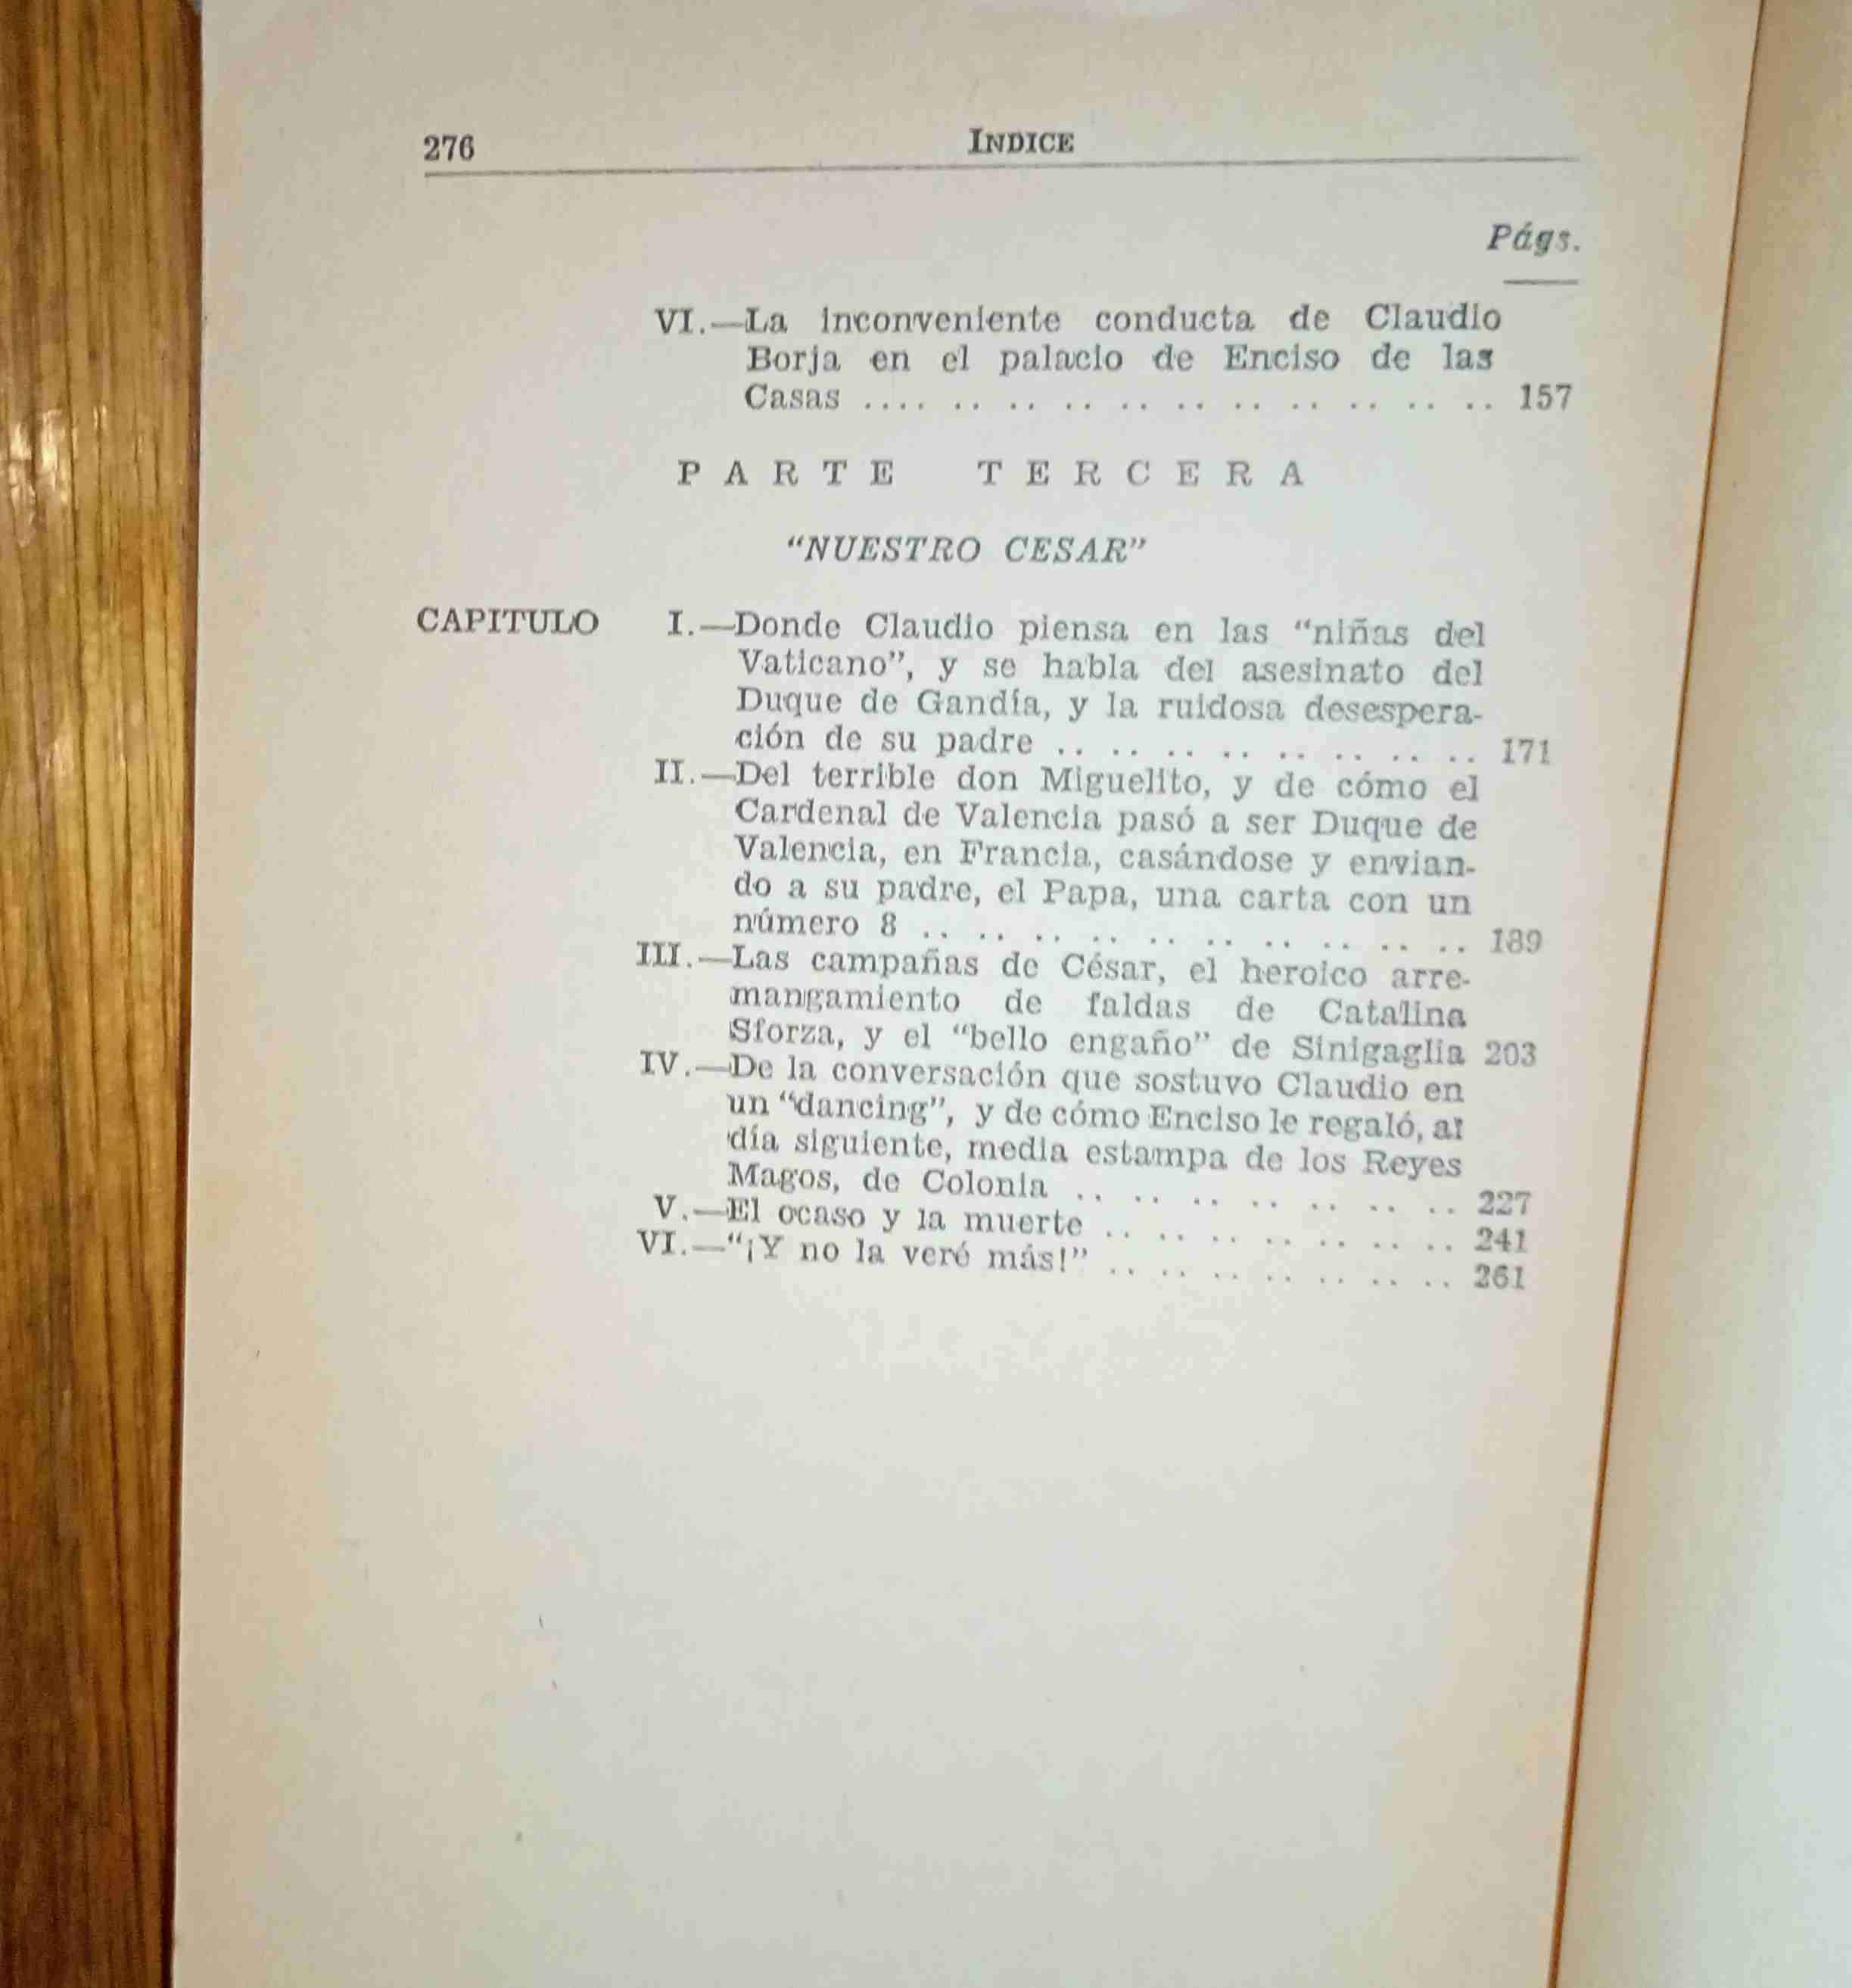 276
INDICE
Págs.
VI.—La inconveniente conducta de Claudio
Borja en el palacio de Enciso de las
Casas .... .. .. .. .. .. .. .. .. .. .. 157
PARTE TERCERA
“NUESTRO CESAR”
CAPITULO I.—Donde Claudio piensa en las “niñas del
Vaticano”, y se habla del asesinato del
Duque de Gandía, y la ruidosa desespera-
ción de su padre .. .. .. .. .. .. .. .. 171
II.—Del terrible don Miguelito, y de cómo el
Cardenal de Valencia pasó a ser Duque de
Valencia, en Francia, casándose y envian-
do a su padre, el Papa, una carta con un
número 8 .. .. .. .. .. .. .. .. .. .. 189
III.—Las campañas de César, el heroico arre-
mangamiento de faldas de Catalina
Sforza, y el “bello engaño” de Sinigaglia 203
IV.—De la conversación que sostuvo Claudio en
un “dancing”, y de cómo Enciso le regaló, al
día siguiente, media estampa de los Reyes
Magos, de Colonia .. .. .. .. .. .. .. 227
V.—El ocaso y la muerte .. .. .. .. .. .. .. 241
VI.—“¡Y no la veré más!” .. .. .. .. .. .. .. 261